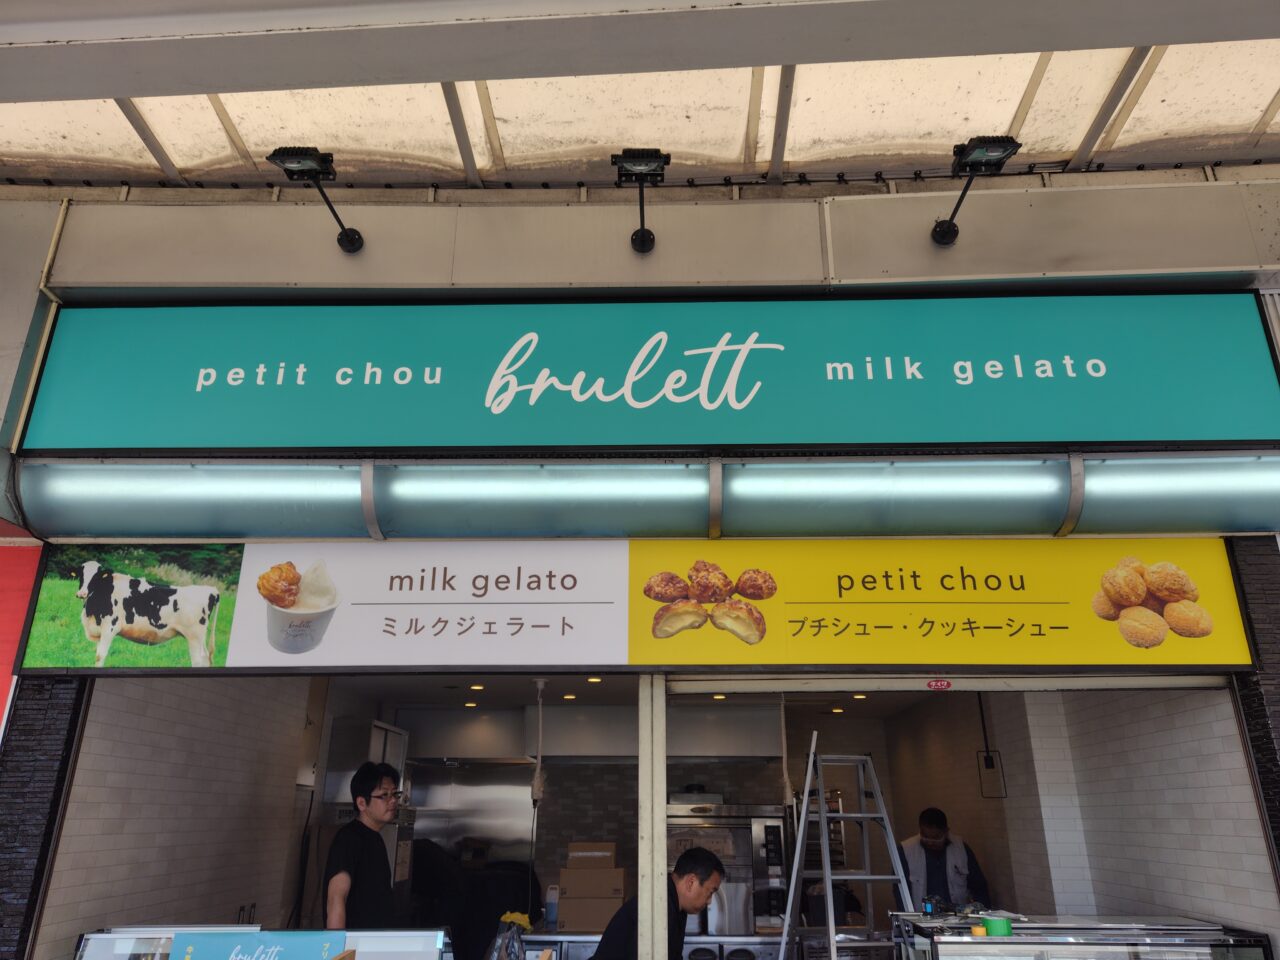 petit chou brulett milk gelato
milk gelato
ミルクジェラート
petit chou
プチシュー・クッキーシュー
brulett
brulett